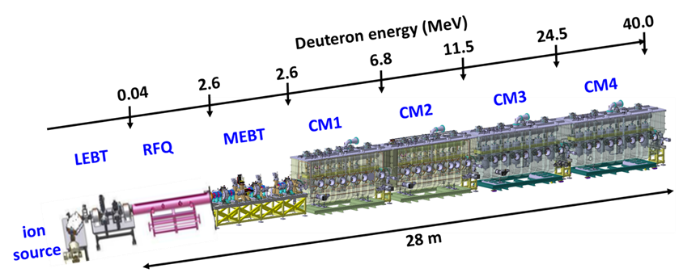 Deuteron energy (MeV)
0.04
2.6
2.6
6.8
11.5
24.5
40.0
LEBT
RFQ
MEBT
CM1
CM2
CM3
CM4
ion
source
28 m